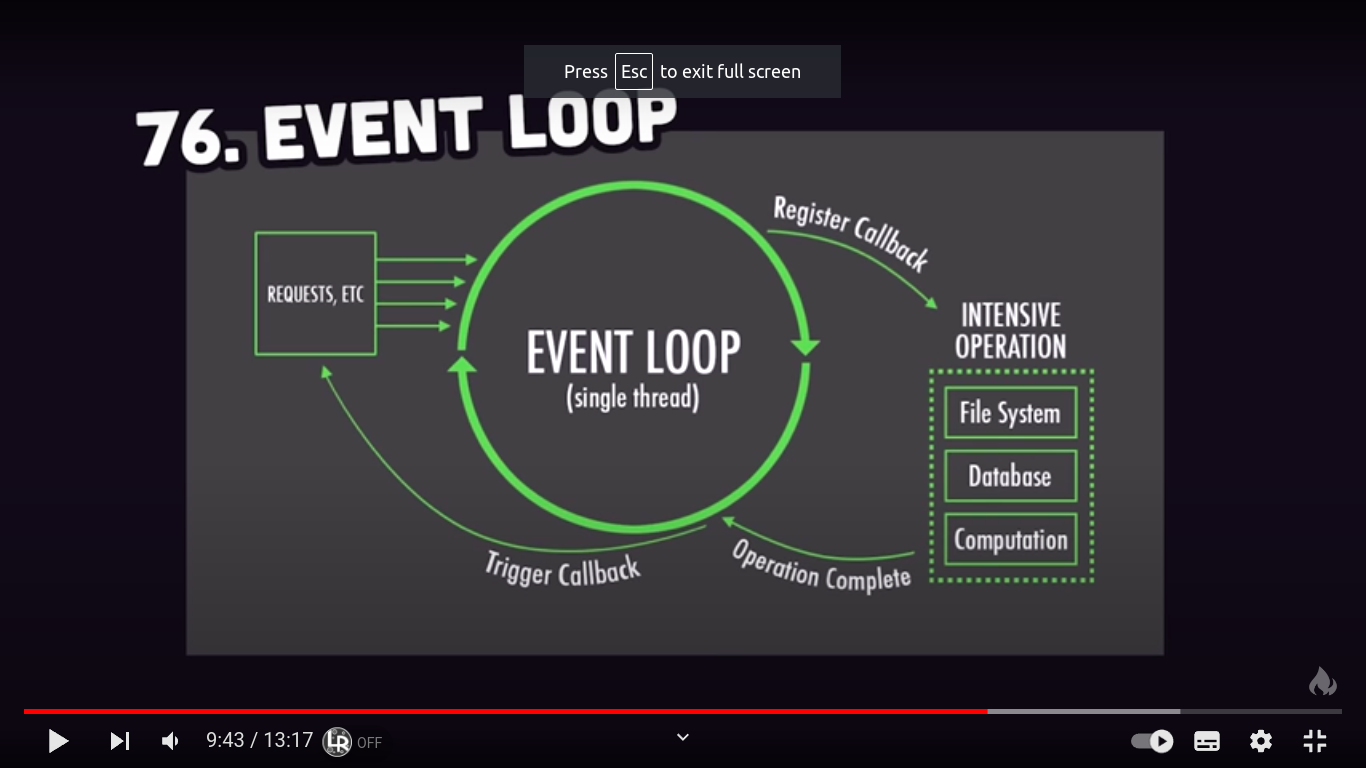 Press Esc to exit full screen
76. EVENT LOOP
Register Callback
REQUESTS, ETC
INTENSIVE
OPERATION
EVENT LOOP
(single thread)
File System
Database
Computation
Trigger Callback
Operation Complete
9:43 / 13:17 LR OFF